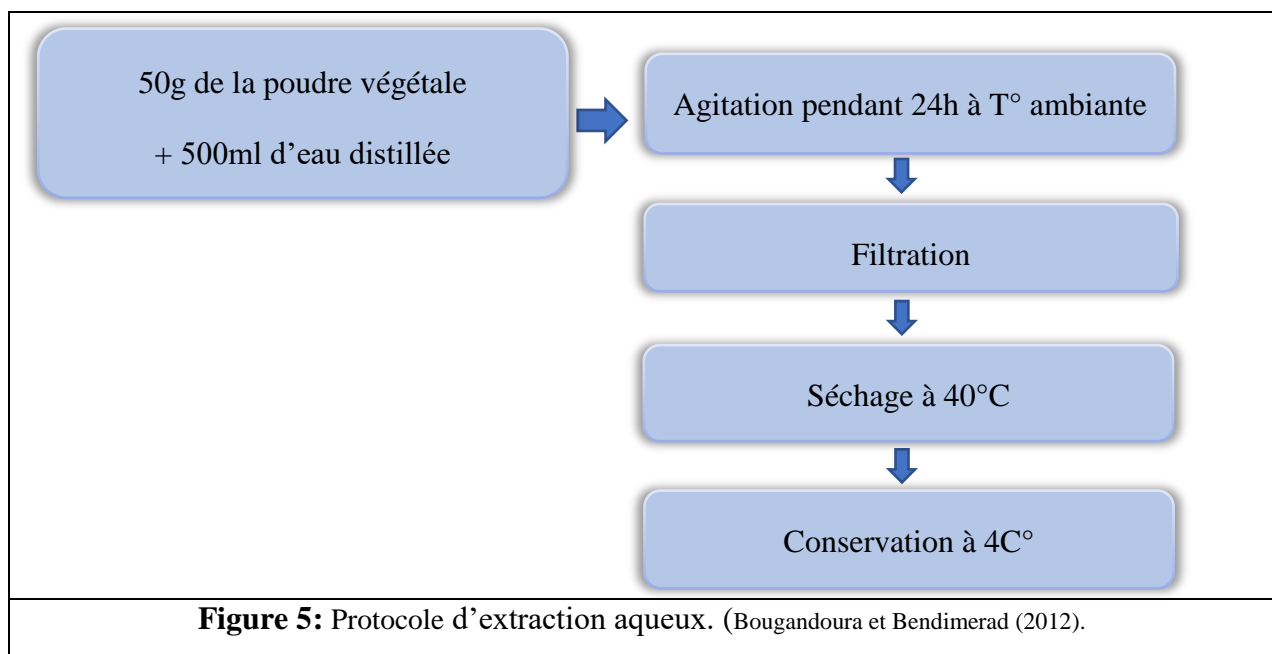 50g de la poudre végétale
+ 500ml d’eau distillée
Agitation pendant 24h à T° ambiante
Filtration
Séchage à 40°C
Conservation à 4C°
Figure 5: Protocole d’extraction aqueux. (Bougandoura et Bendimerad (2012).